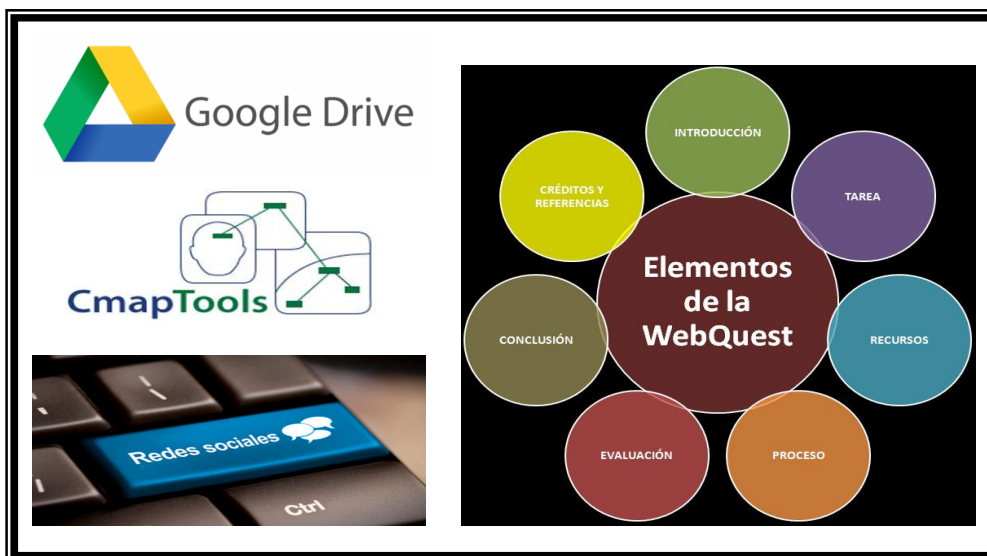 Google Drive
CmapTools
Redes sociales
Ctrl
INTRODUCCIÓN
TAREA
RECURSOS
PROCESO
EVALUACIÓN
CONCLUSIÓN
CRÉDITOS Y
REFERENCIAS
Elementos
de la
WebQuest